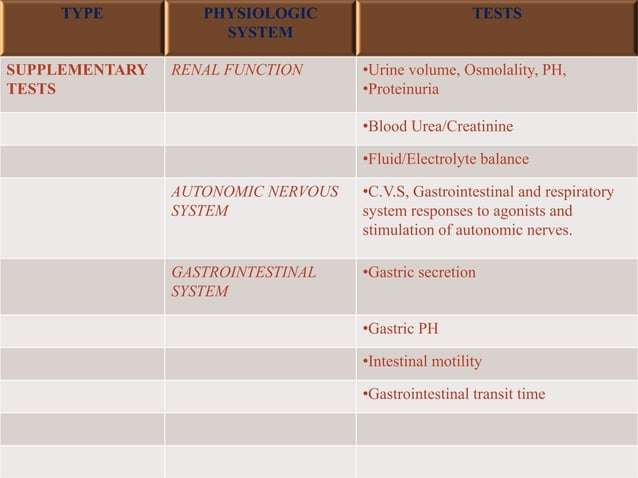 TYPE
PHYSIOLOGIC
SYSTEM
TESTS
SUPPLEMENTARY
TESTS
RENAL FUNCTION
•Urine volume, Osmolality, PH,
•Proteinuria
•Blood Urea/Creatinine
•Fluid/Electrolyte balance
AUTONOMIC NERVOUS
SYSTEM
•C.V.S, Gastrointestinal and respiratory
system responses to agonists and
stimulation of autonomic nerves.
GASTROINTESTINAL
SYSTEM
•Gastric secretion
•Gastric PH
•Intestinal motility
•Gastrointestinal transit time